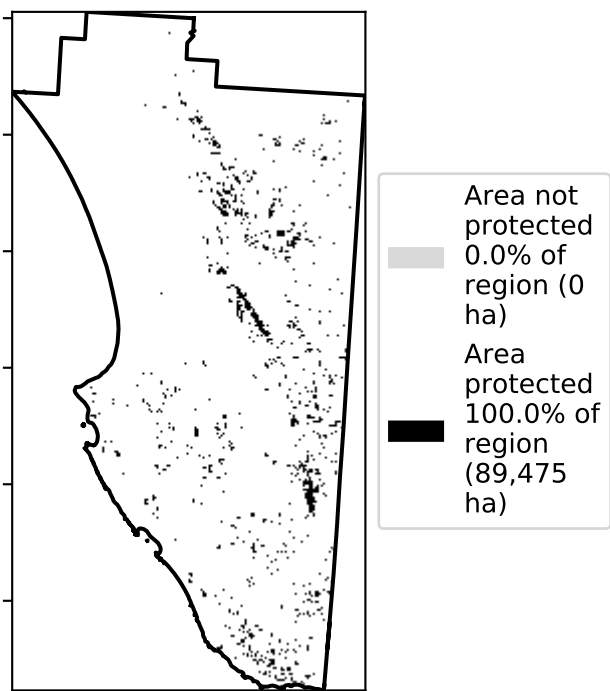 Area not
protected
0.0% of
region (0
ha)
Area
protected
100.0% of
region
(89,475
ha)